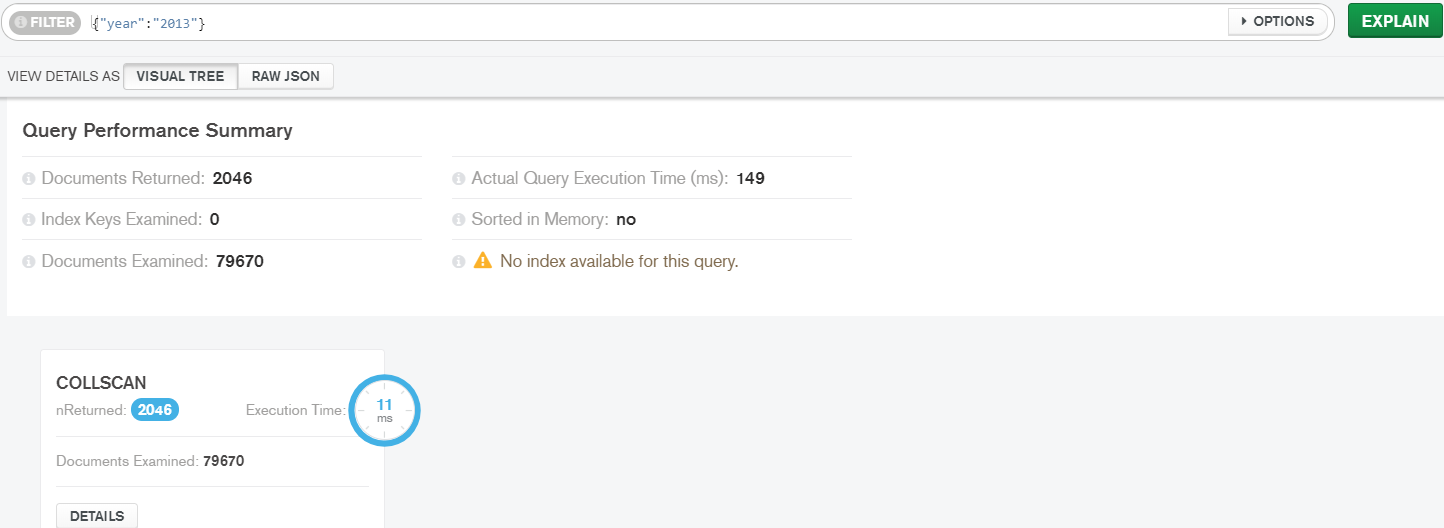 FILTER {"year":"2013"} OPTIONS EXPLAIN
VIEW DETAILS AS VISUAL TREE RAW JSON
Query Performance Summary
Documents Returned: 2046 Actual Query Execution Time (ms): 149
Index Keys Examined: 0 Sorted in Memory: no
Documents Examined: 79670 No index available for this query.
COLLSCAN
nReturned: 2046 Execution Time: 11
ms
Documents Examined: 79670
DETAILS